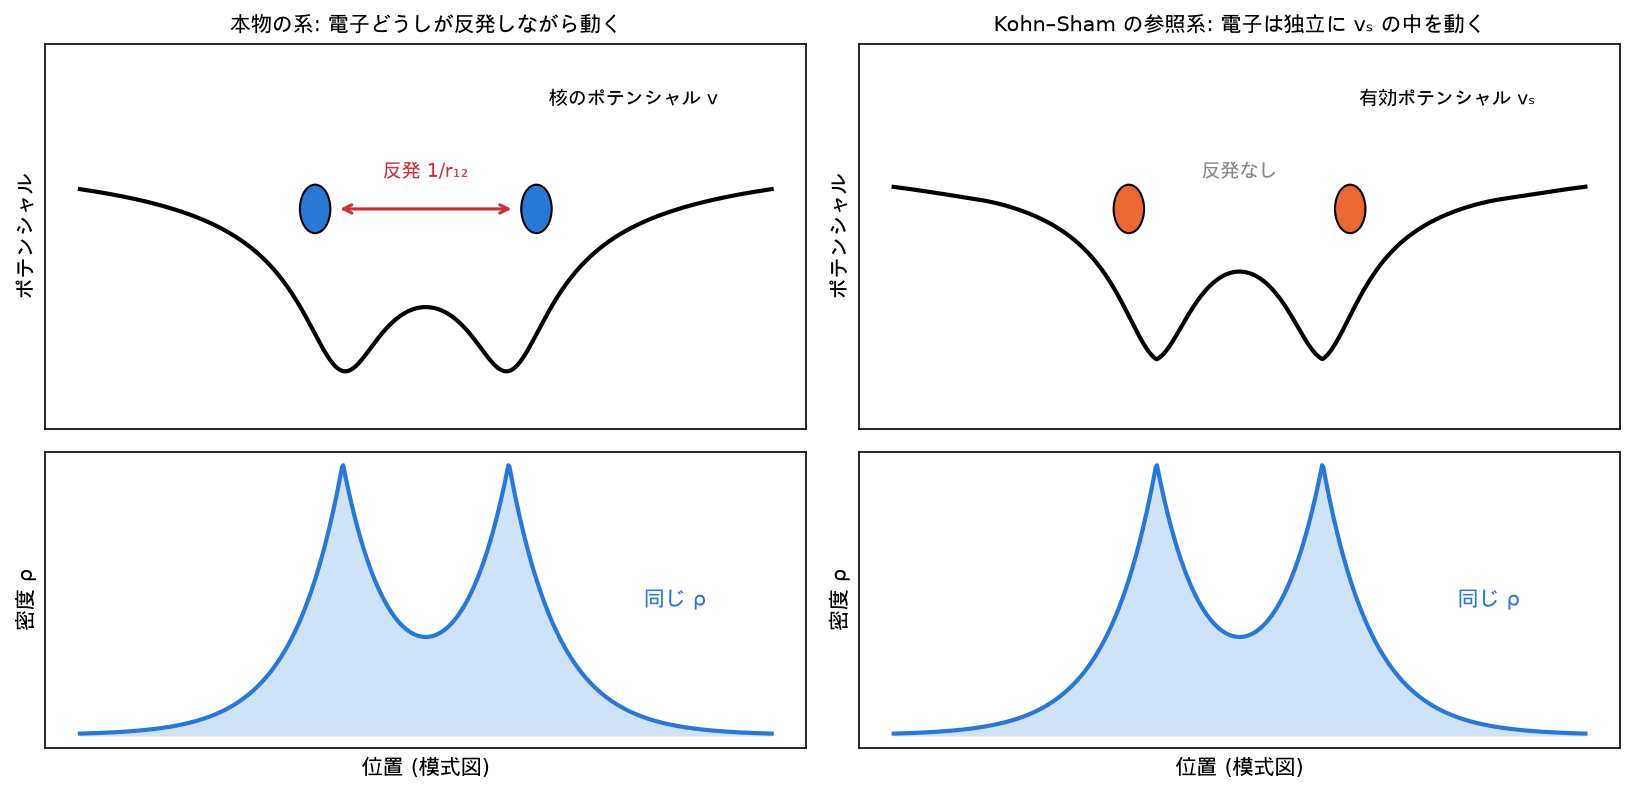 本物の系: 電子どうしが反発しながら動く
核のポテンシャル v
反発 1/r₁₂
ポテンシャル
密度 ρ
同じ ρ
位置 (模式図)
Kohn–Sham の参照系: 電子は独立に vₛ の中を動く
有効ポテンシャル vₛ
反発なし
ポテンシャル
密度 ρ
同じ ρ
位置 (模式図)